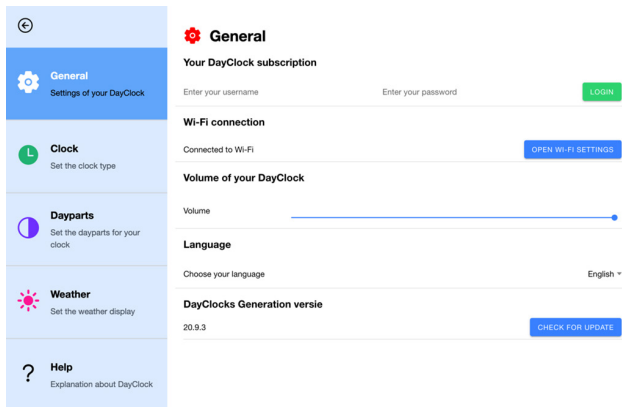 General
Settings of your DayClock
Clock
Set the clock type
Dayparts
Set the dayparts for your
clock
Weather
Set the weather display
Help
Explanation about DayClock
General
Your DayClock subscription
Enter your username
Enter your password
LOGIN
Wi-Fi connection
Connected to Wi-Fi
OPEN WI-FI SETTINGS
Volume of your DayClock
Volume
Language
Choose your language
English
DayClocks Generation versie
20.9.3
CHECK FOR UPDATE